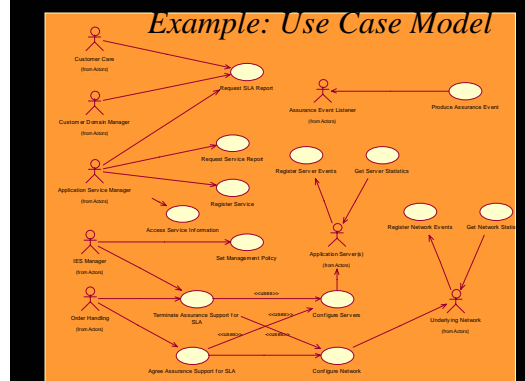 Example: Use Case Model
Customer Care
(from Actors)
Request SLA Report
Customer Domain Manager
(from Actors)
Assurance Event Listener
(from Actors)
Produce Assurance Event
Request Service Report
Register Server Events
Get Server Statistics
Application Service Manager
(from Actors)
Register Service
Access Service Information
Register Network Events
Get Network Statis
Application Server(s)
(from Actors)
IES Manager
(from Actors)
Set Management Policy
Order Handling
(from Actors)
<<uses>>
Terminate Assurance Support for
SLA
Configure Servers
Underlying Network
(from Actors)
<<uses>>
<<uses>>
<<uses>>
Agree Assurance Support for SLA
Configure Network